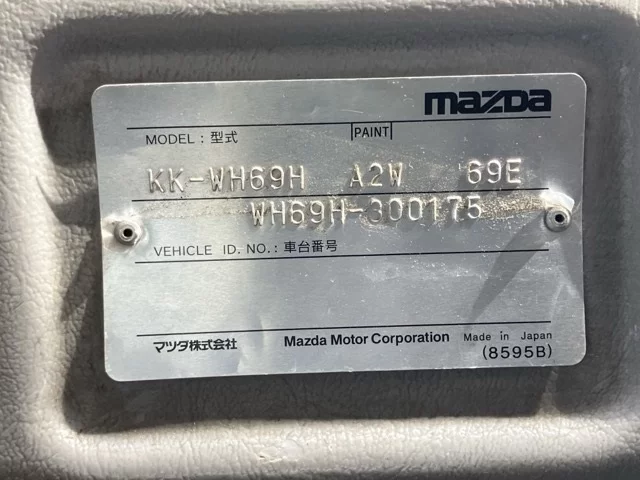 mazda
MODEL : 型式 PAINT
KK-WH69H A2W 69E
WH69H-300175
VEHICLE ID. NO. : 車台番号
マツダ株式会社 Mazda Motor Corporation Made in Japan
(8595B)